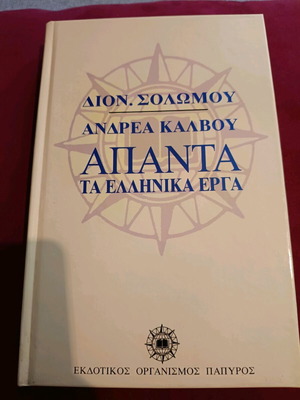 ΔΙΟΝ. ΣΟΛΩΜΟΥ
ΑΝΔΡΕΑ ΚΑΛΒΟΥ
ΑΠΑΝΤΑ
ΤΑ ΕΛΛΗΝΙΚΑ ΕΡΓΑ
ΕΚΔΟΤΙΚΟΣ ΟΡΓΑΝΙΣΜΟΣ ΠΑΠΥΡΟΣ